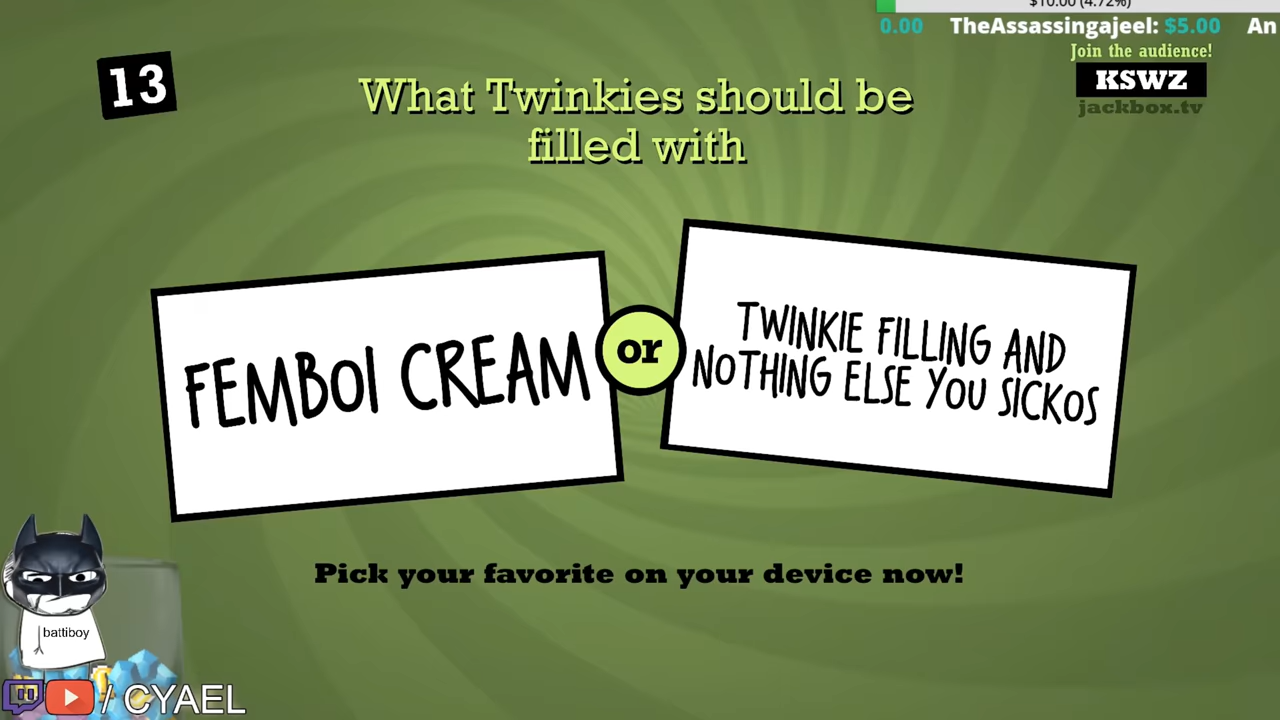 $10.00 (4.72%)
0.00 TheAssassingajeel: $5.00 An
Join the audience!
KSWZ
jackbox.tv
13
What Twinkies should be
filled with
FEMBOI CREAM
or
TWINKIE FILLING AND
NOTHING ELSE YOU SICKOS
Pick your favorite on your device now!
battiboy
/ CYAEL